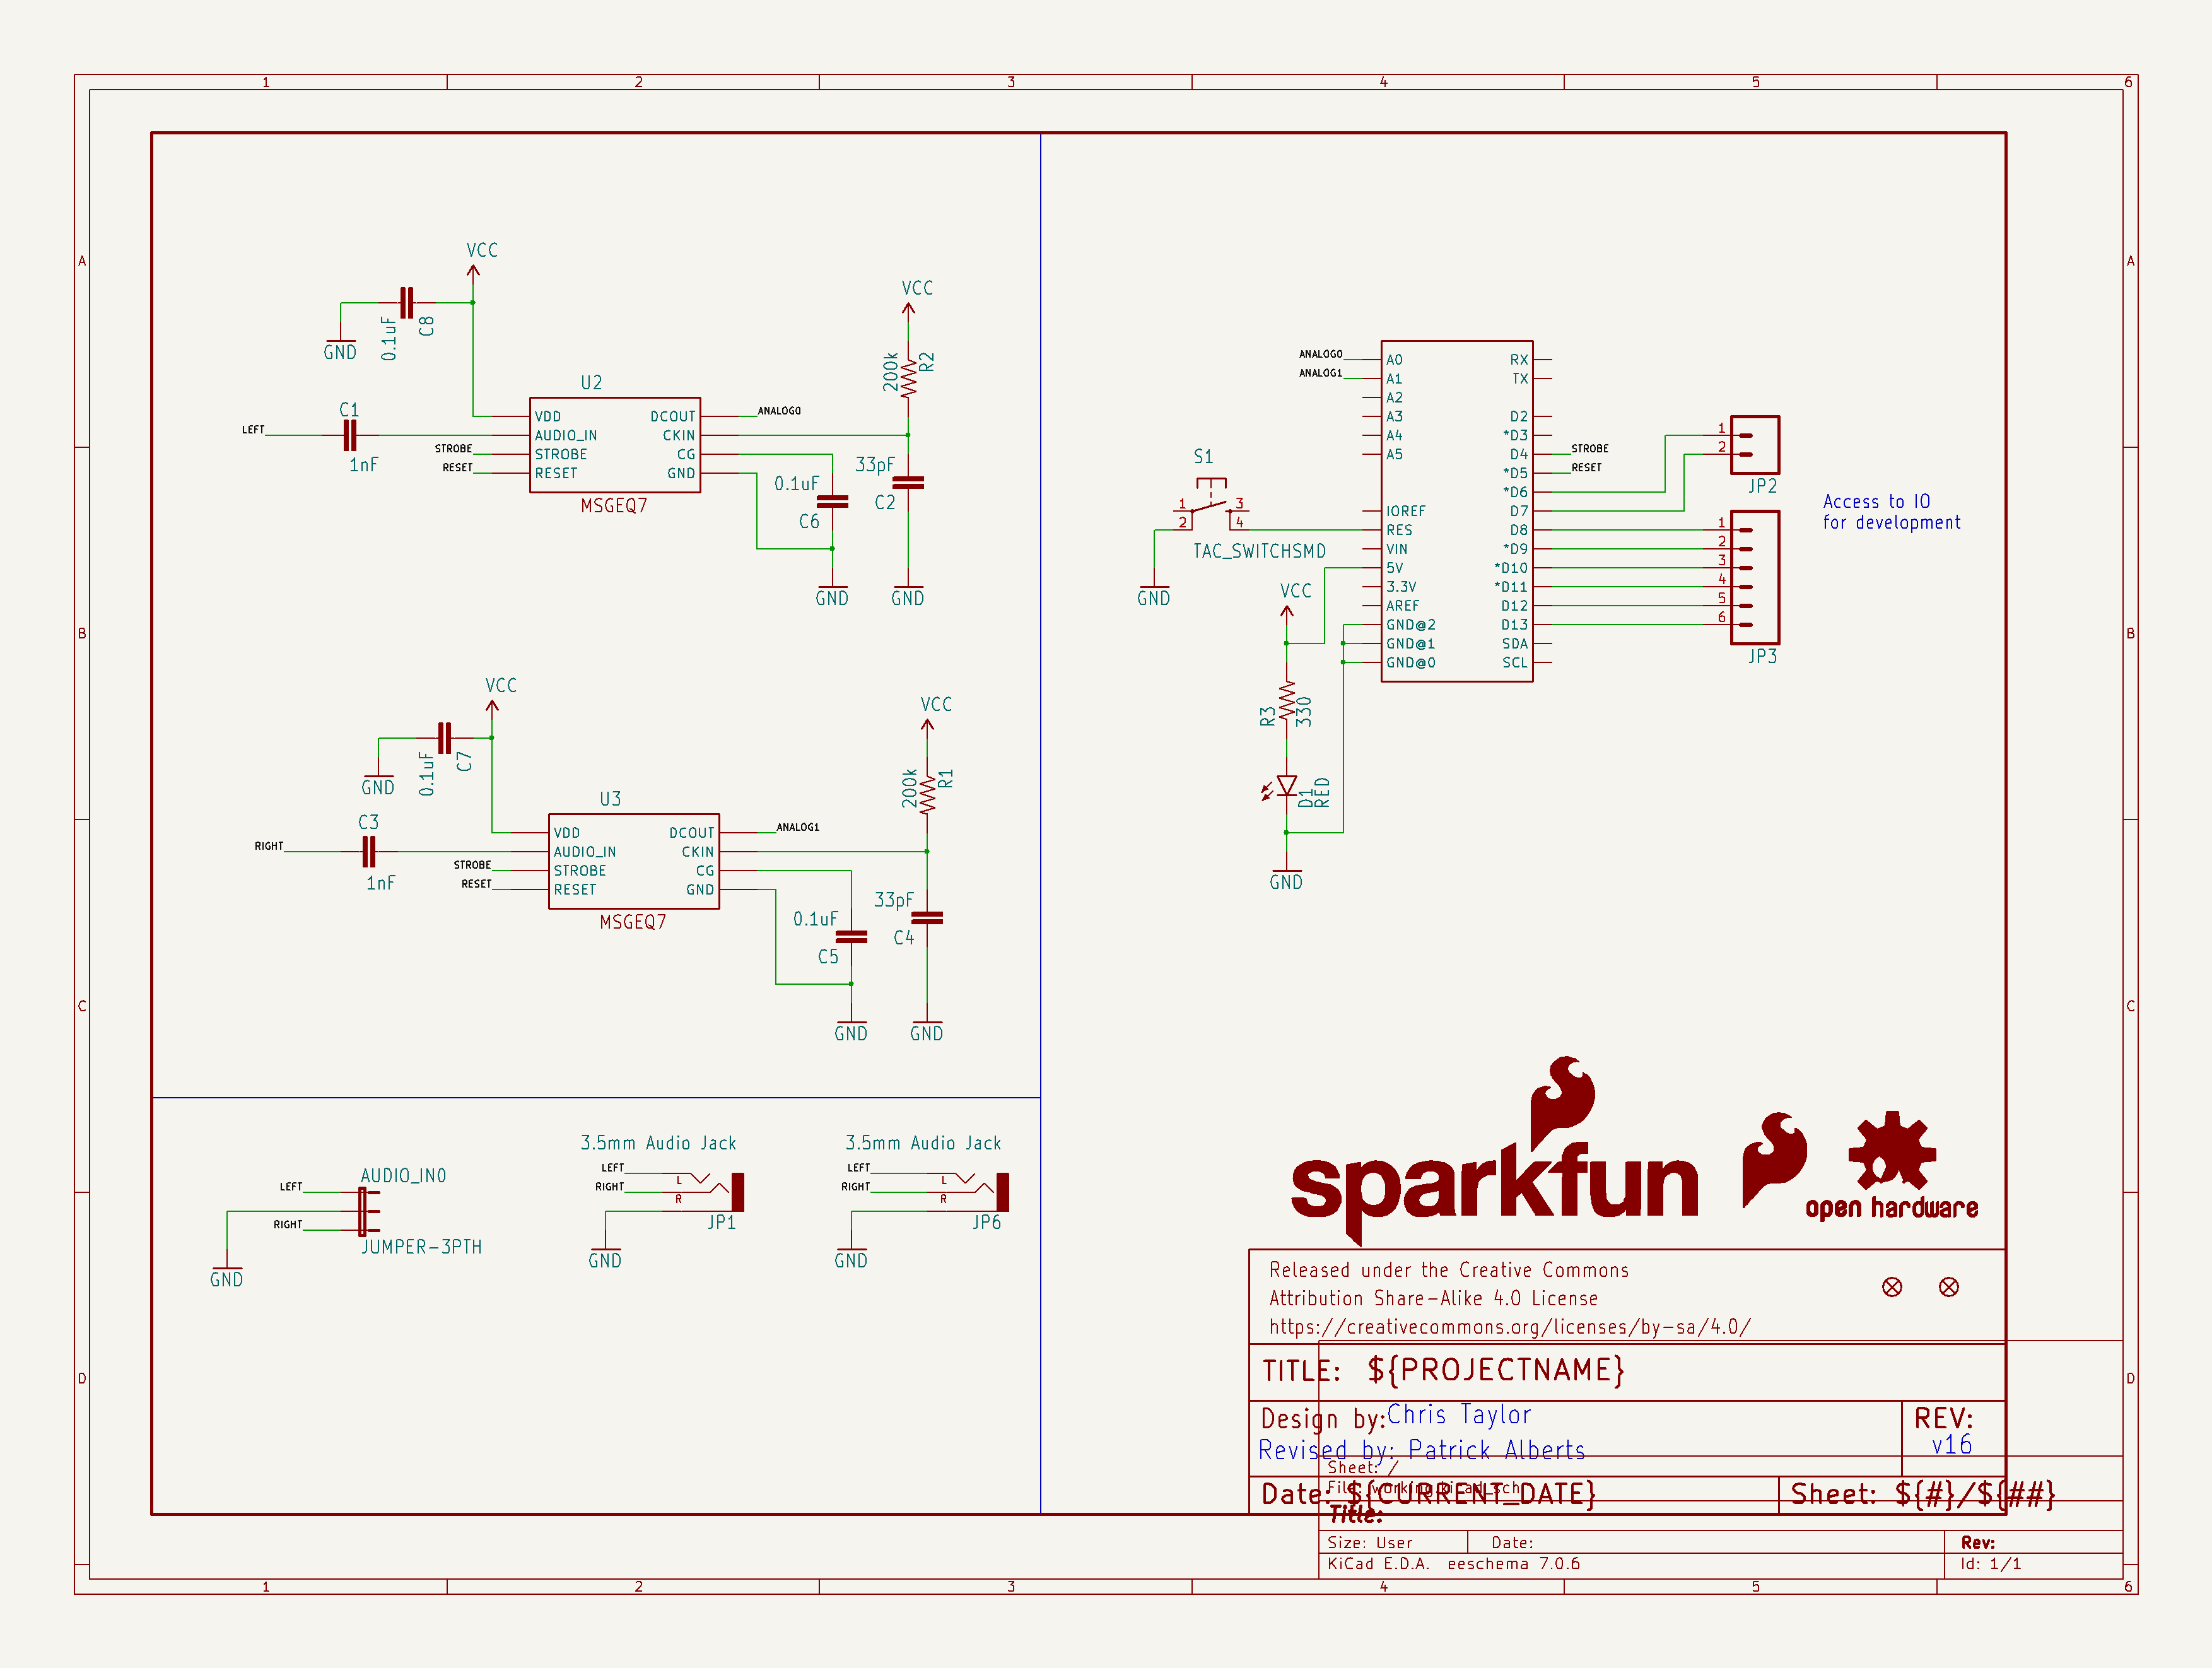 1 2 3 4 5 6
A
B
C
D
A
B
C
D
VCC
0.1uF
C8
GND
U2
C1
LEFT
1nF
STROBE
RESET
VDD
AUDIO_IN
STROBE
RESET
DCOUT
CKIN
CG
GND
MSGEQ7
ANALOG0
VCC
200k
R2
33pF
C2
0.1uF
C6
GND
GND
VCC
0.1uF
C7
GND
U3
C3
RIGHT
1nF
STROBE
RESET
VDD
AUDIO_IN
STROBE
RESET
DCOUT
CKIN
CG
GND
MSGEQ7
ANALOG1
VCC
200k
R1
33pF
C4
0.1uF
C5
GND
GND
AUDIO_IN0
LEFT
RIGHT
JUMPER-3PTH
GND
3.5mm Audio Jack
LEFT
RIGHT
L
R
JP1
GND
3.5mm Audio Jack
LEFT
RIGHT
L
R
JP6
GND
ANALOG0
ANALOG1
A0
A1
A2
A3
A4
A5
IOREF
RES
VIN
5V
3.3V
AREF
GND@2
GND@1
GND@0
RX
TX
D2
*D3
D4
*D5
*D6
D7
D8
*D9
*D10
*D11
D12
D13
SDA
SCL
STROBE
RESET
S1
1
2
3
4
TAC_SWITCHSMD
GND
VCC
R3
330
D1
RED
GND
1
2
JP2
1
2
3
4
5
6
JP3
Access to IO
for development
sparkfun
open hardware
Released under the Creative Commons
Attribution Share-Alike 4.0 License
https://creativecommons.org/licenses/by-sa/4.0/
TITLE: ${PROJECTNAME}
Design by: Chris Taylor
Revised by: Patrick Alberts
REV:
v16
Date: ${CURRENT_DATE}
Sheet: ${#}/${##}
Sheet: /
File: working.kicad_sch
Title:
Size: User
Date:
Rev:
KiCad E.D.A. eeschema 7.0.6
Id: 1/1
1 2 3 4 5 6